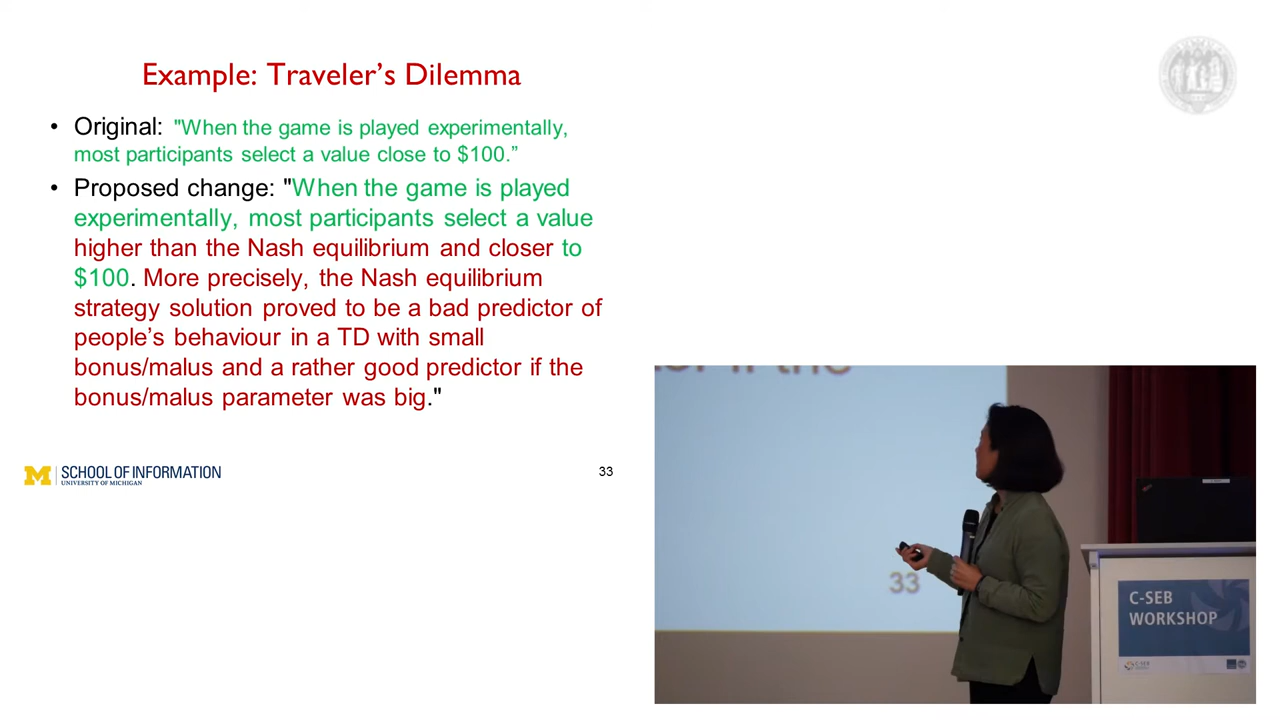 Example: Traveler's Dilemma
• Original: "When the game is played experimentally,
most participants select a value close to $100.”
• Proposed change: "When the game is played
experimentally, most participants select a value
higher than the Nash equilibrium and closer to
$100. More precisely, the Nash equilibrium
strategy solution proved to be a bad predictor of
people’s behaviour in a TD with small
bonus/malus and a rather good predictor if the
bonus/malus parameter was big."
M SCHOOL OF INFORMATION
UNIVERSITY OF MICHIGAN
33
33
C-SEB
WORKSHOP
C-SEB